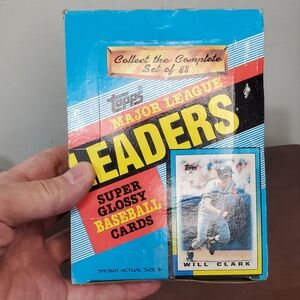 Collect the Complete
Set of 88
Topps
MAJOR LEAGUE
LEADERS
SUPER
GLOSSY
BASEBALL
CARDS
Topps
WILL CLARK
SHOWN ACTUAL SIZE